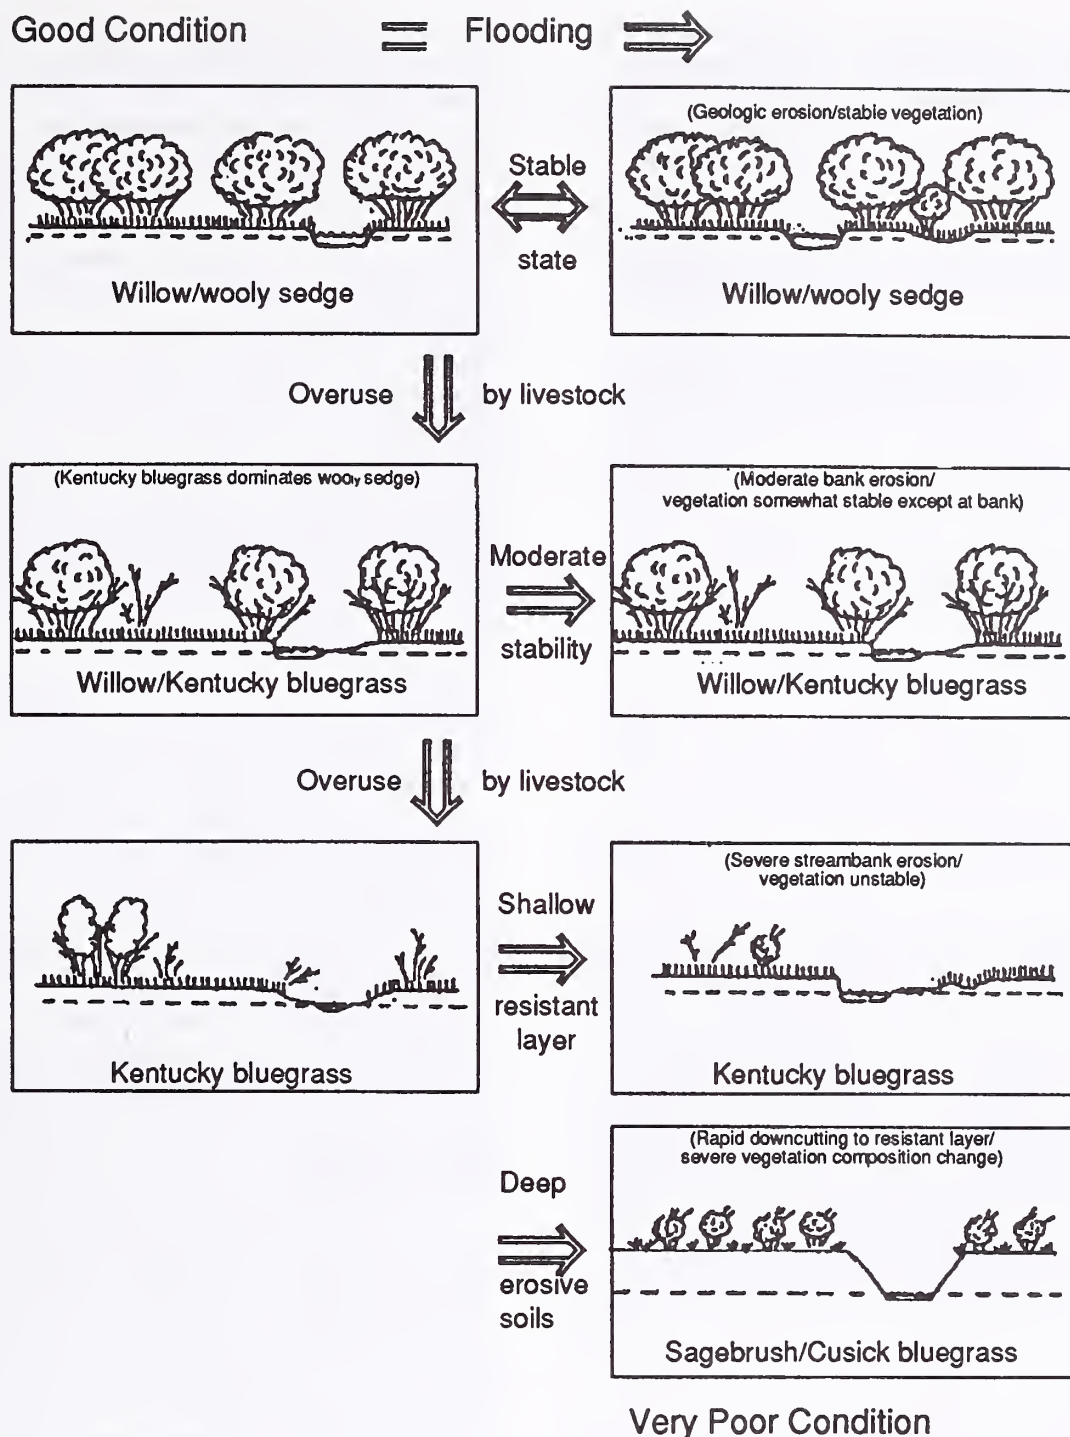 Good Condition = Flooding
(Geologic erosion/stable vegetation)
Stable
state
Willow/wooly sedge
Willow/wooly sedge
Overuse by livestock
(Kentucky bluegrass dominates wooly sedge)
(Moderate bank erosion/
vegetation somewhat stable except at bank)
Moderate
stability
Willow/Kentucky bluegrass
Willow/Kentucky bluegrass
Overuse by livestock
(Severe streambank erosion/
vegetation unstable)
Shallow
resistant
layer
Kentucky bluegrass
Kentucky bluegrass
(Rapid downcutting to resistant layer/
severe vegetation composition change)
Deep
erosive
soils
Sagebrush/Cusick bluegrass
Very Poor Condition